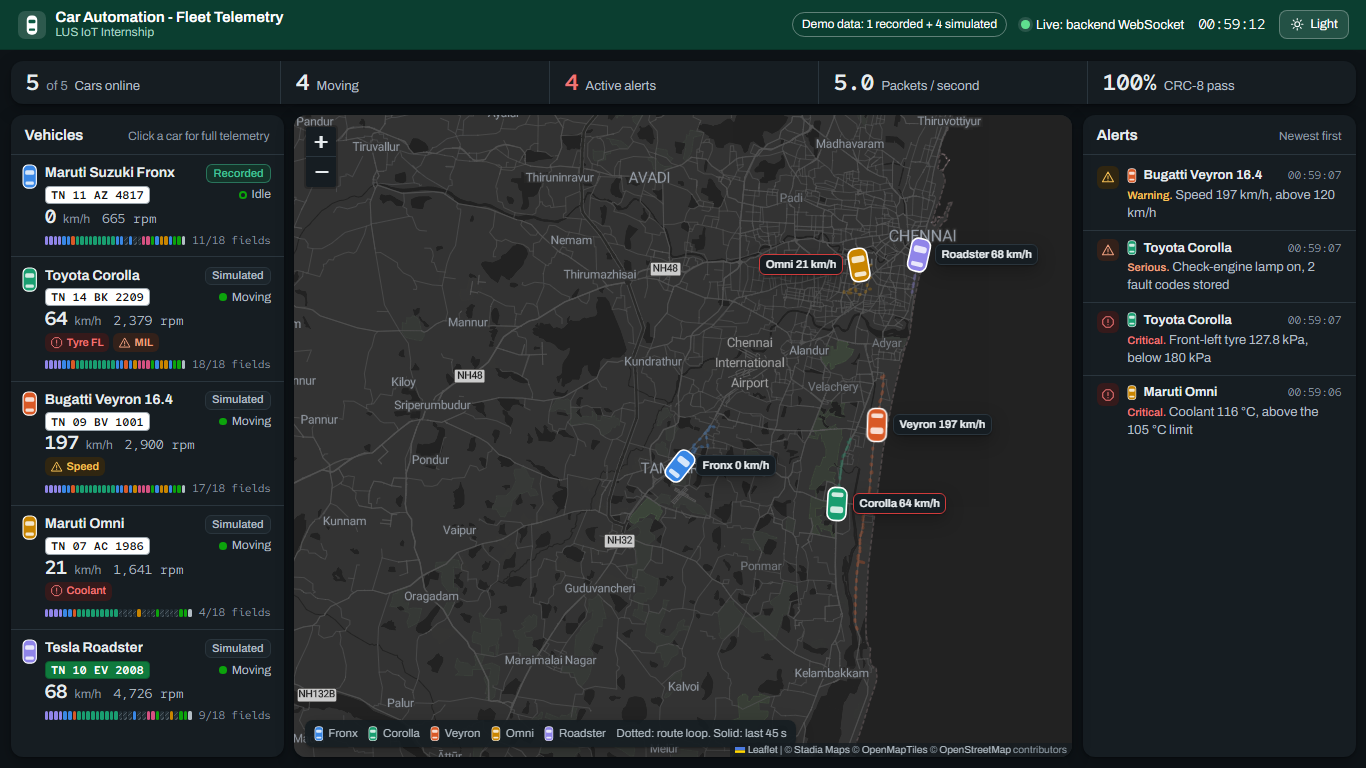 Car Automation - Fleet Telemetry
LUS IoT Internship
Demo data: 1 recorded + 4 simulated
Live: backend WebSocket
00:59:12
Light
5 of 5 Cars online
4 Moving
4 Active alerts
5.0 Packets / second
100% CRC-8 pass
Vehicles
Click a car for full telemetry
Maruti Suzuki Fronx
Recorded
TN 11 AZ 4817
Idle
0 km/h 665 rpm
11/18 fields
Toyota Corolla
Simulated
TN 14 BK 2209
Moving
64 km/h 2,379 rpm
Tyre FL
MIL
18/18 fields
Bugatti Veyron 16.4
Simulated
TN 09 BV 1001
Moving
197 km/h 2,900 rpm
Speed
17/18 fields
Maruti Omni
Simulated
TN 07 AC 1986
Moving
21 km/h 1,641 rpm
Coolant
4/18 fields
Tesla Roadster
Simulated
TN 10 EV 2008
Moving
68 km/h 4,726 rpm
9/18 fields
+
−
Pandur
Thiruvottiyur
Tiruvallur
Madhavaram
Thiruninravur
AVADI
Padi
Nemam
CHENNAI
Roadster 68 km/h
Omni 21 km/h
NH48
Thirumazhisai
Mannur
Chennai
International
Airport
Alandur
Adyar
Kundrathur
NH48
Kiloy
Velachery
Sriperumbudur
Pannur
Veyron 197 km/h
Pondur
Fronx 0 km/h
Corolla 64 km/h
Kunnam
Vaipur
NH32
Ponmar
Guduvancheri
Oragadam
Maraimalai Nagar
Kelambakkam
Kalvoi
NH132B
Palur
Fronx
Corolla
Veyron
Omni
Roadster
Dotted: route loop. Solid: last 45 s
Leaflet | © Stadia Maps © OpenMapTiles © OpenStreetMap contributors
Alerts
Newest first
Bugatti Veyron 16.4
00:59:07
Warning. Speed 197 km/h, above 120
km/h
Toyota Corolla
00:59:07
Serious. Check-engine lamp on, 2
fault codes stored
Toyota Corolla
00:59:07
Critical. Front-left tyre 127.8 kPa,
below 180 kPa
Maruti Omni
00:59:06
Critical. Coolant 116 °C, above the
105 °C limit